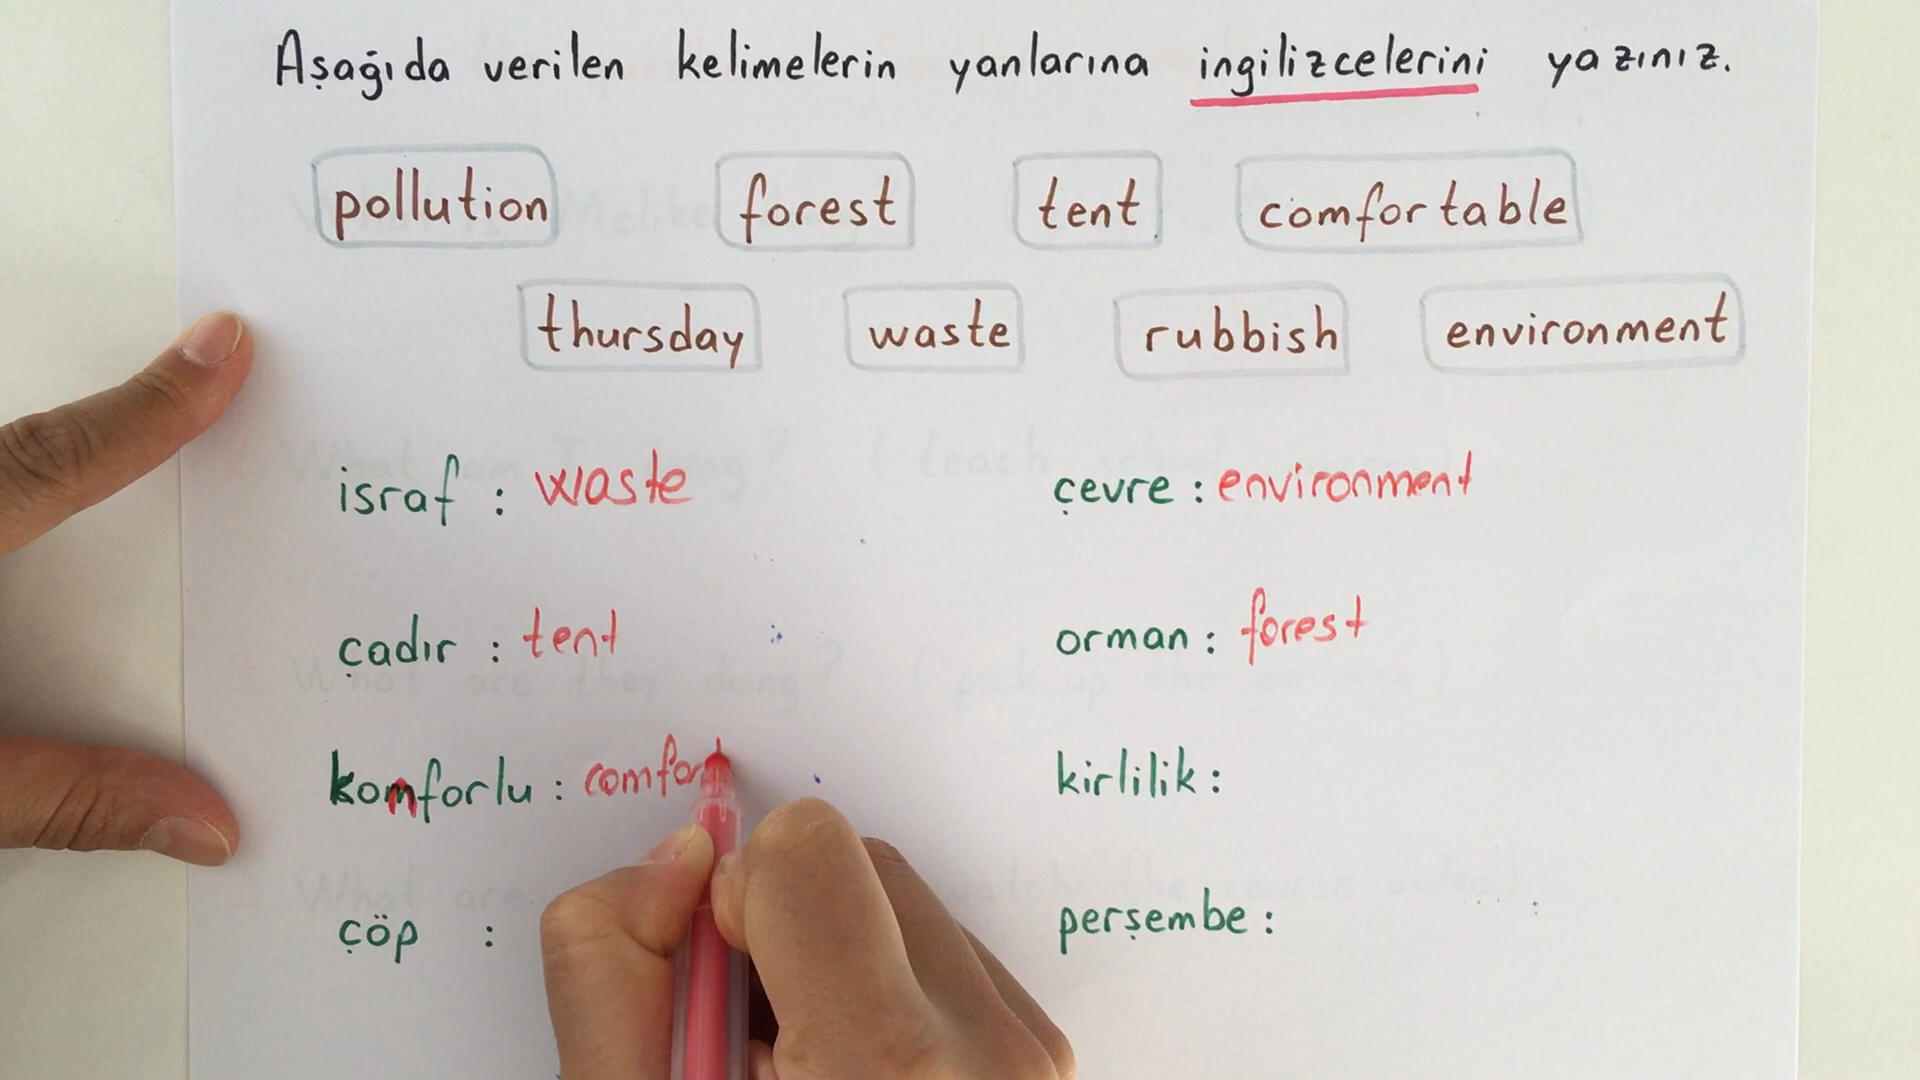 Aşağıda verilen kelimelerin yanlarına ingilizcelerini yazınız.
pollution forest tent comfortable
thursday waste rubbish environment
israf : waste çevre : environment
çadır : tent orman : forest
komforlu : comfort kirlilik :
çöp : perşembe :